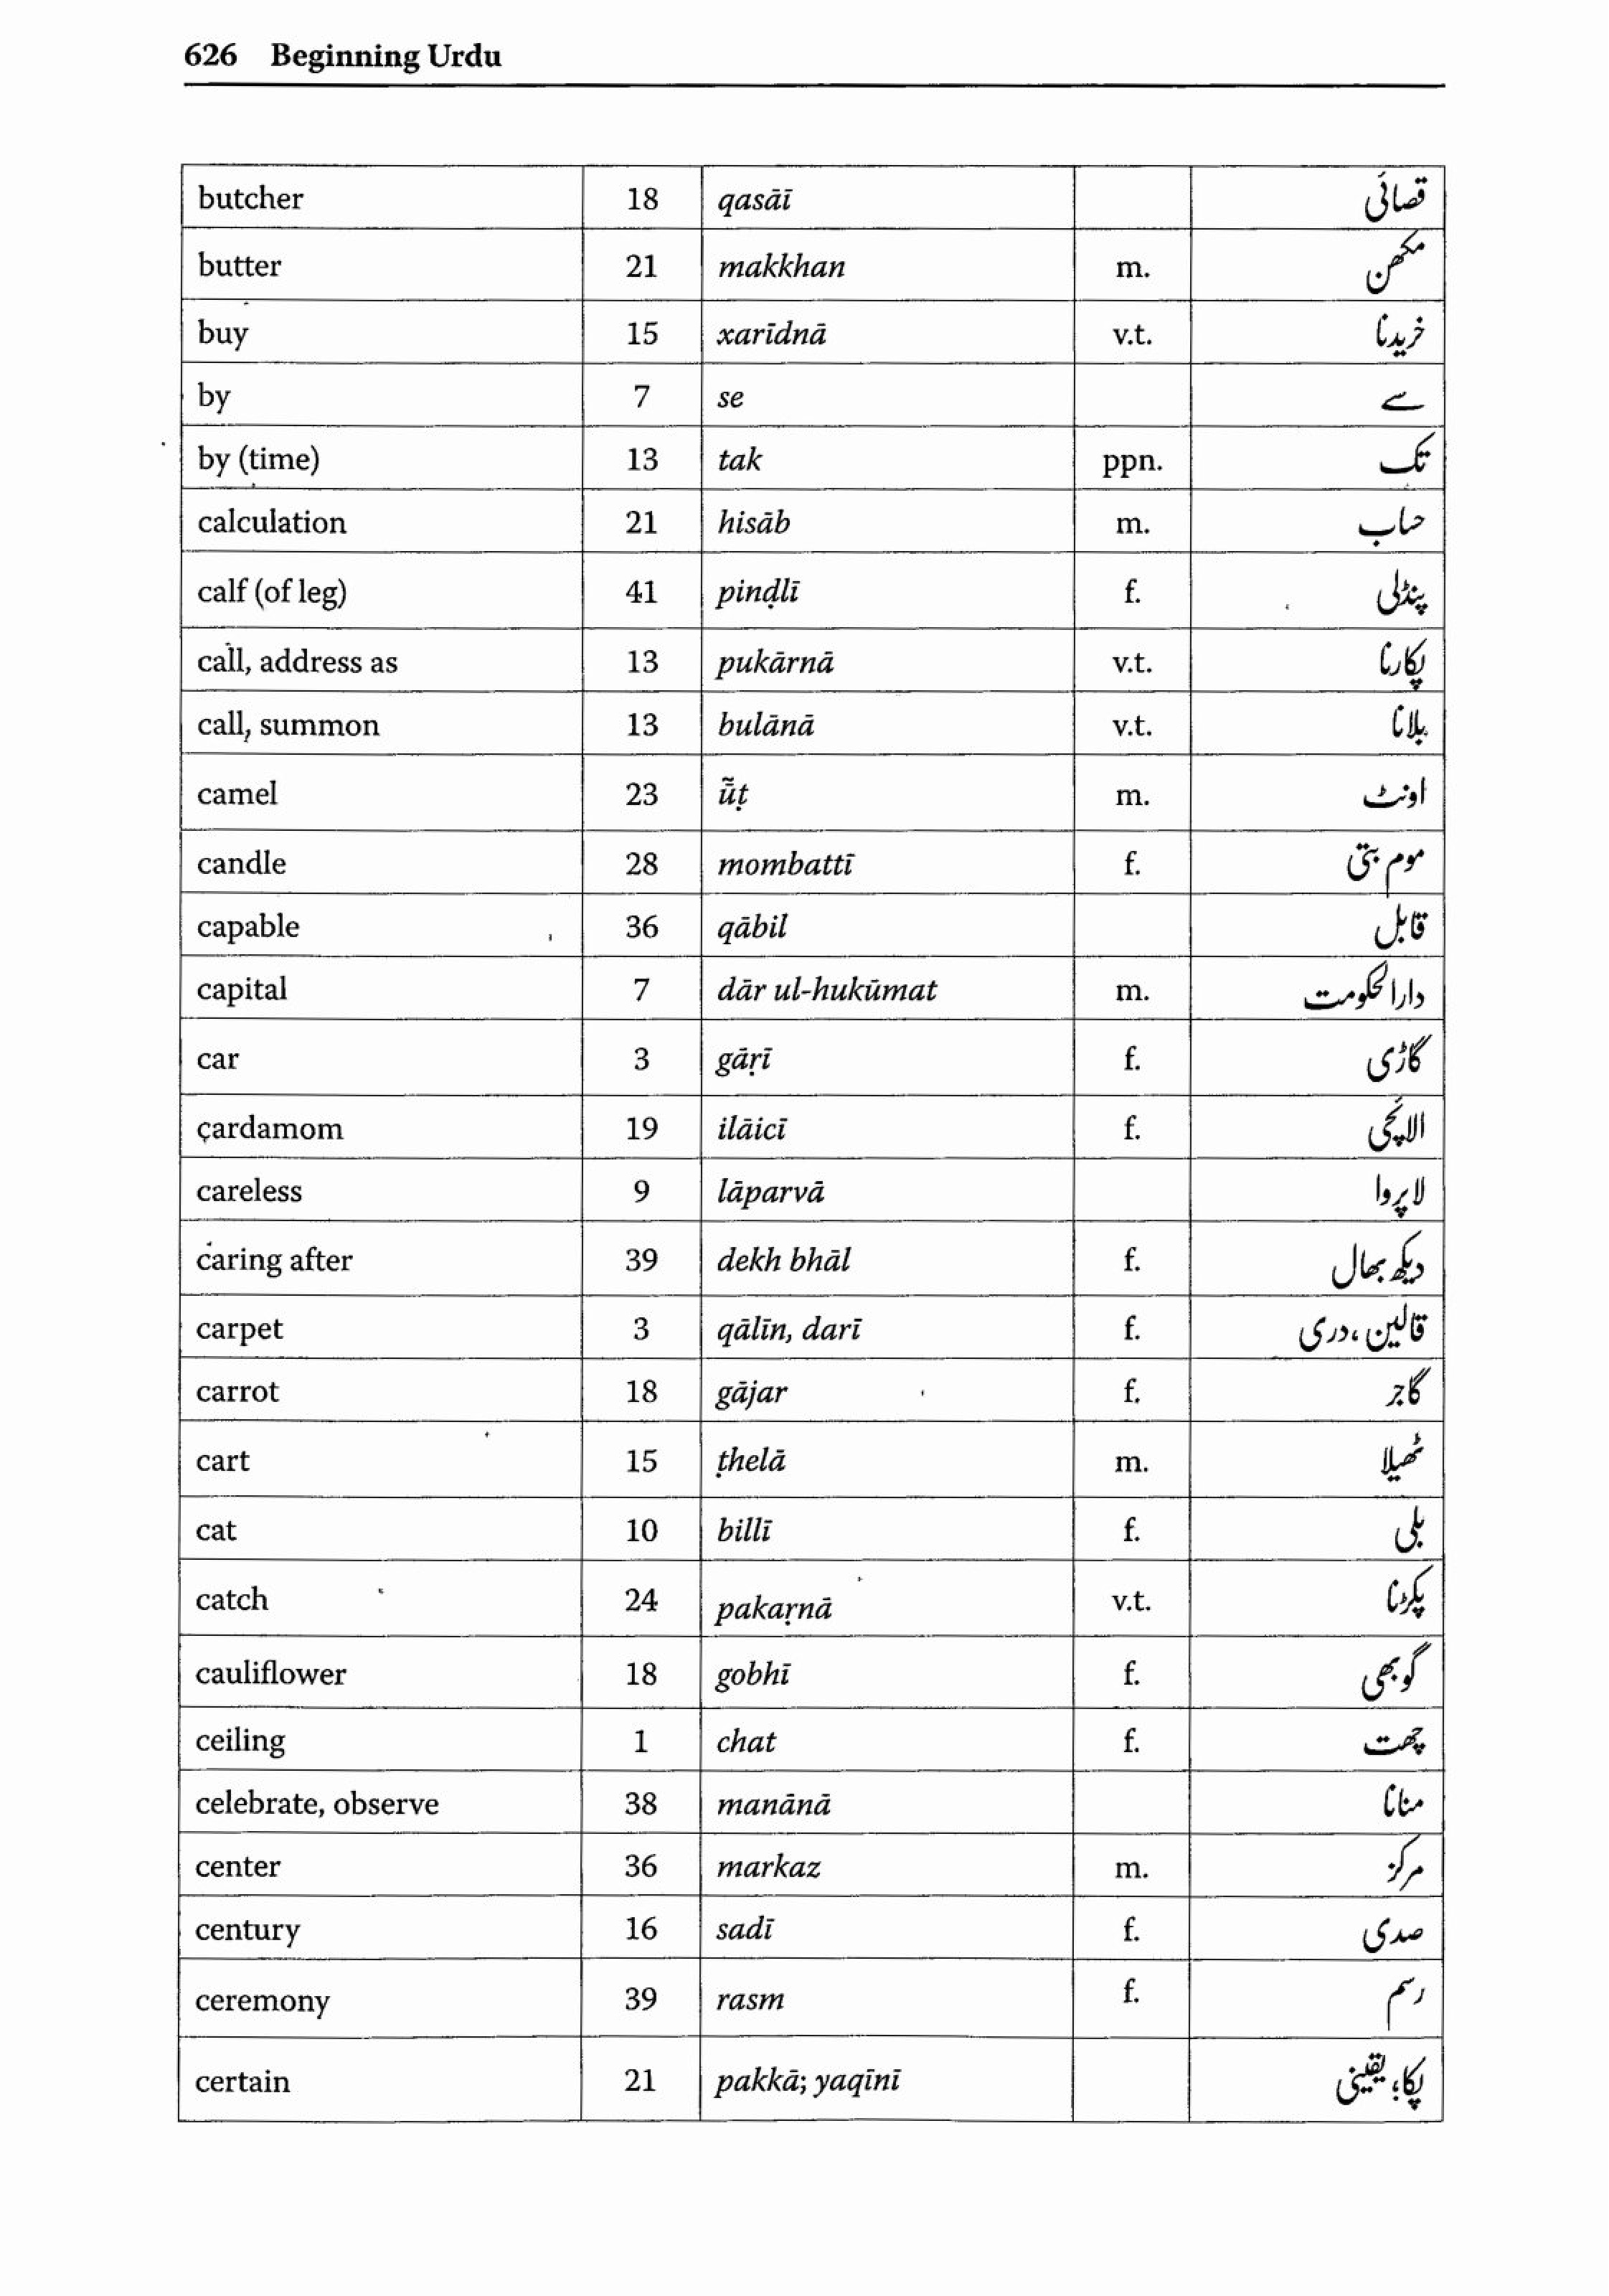 626 Beginning Urdu
butcher 18 qasāī قصائی
butter 21 makkhan m. مکھن
buy 15 xarīdnā v.t. خریدنا
by 7 se سے
by (time) 13 tak ppn. تک
calculation 21 hisāb m. حساب
calf (of leg) 41 pinḍlī f. پنڈلی
call, address as 13 pukārnā v.t. پکارنا
call, summon 13 bulānā v.t. بلانا
camel 23 ū̃ṭ m. اونٹ
candle 28 mombattī f. موم بتی
capable 36 qābil قابل
capital 7 dār ul-hukūmat m. دارالحکومت
car 3 gāṛī f. گاڑی
cardamom 19 ilāicī f. الائچی
careless 9 lāparvā لاپروا
caring after 39 dekh bhāl f. دیکھ بھال
carpet 3 qālīn, darī f. قالین، دری
carrot 18 gājar f. گاجر
cart 15 ṭhelā m. ٹھیلا
cat 10 billī f. بلی
catch 24 pakaṛnā v.t. پکڑنا
cauliflower 18 gobhī f. گوبھی
ceiling 1 chat f. چھت
celebrate, observe 38 manānā منانا
center 36 markaz m. مرکز
century 16 sadī f. صدی
ceremony 39 rasm f. رسم
certain 21 pakkā; yaqīnī پکا؛ یقینی